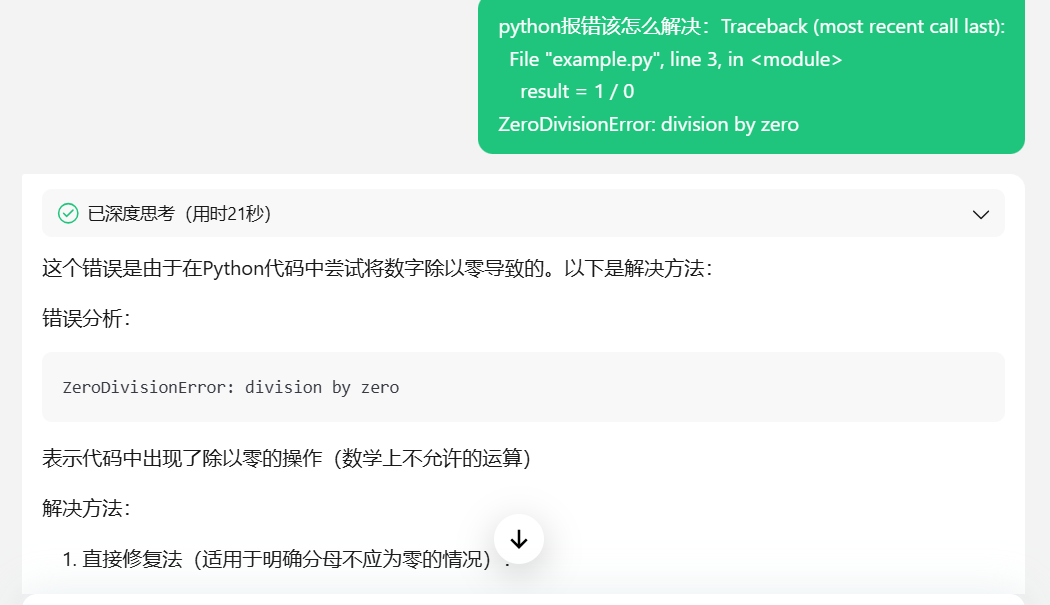 python报错该怎么解决：Traceback (most recent call last):
File "example.py", line 3, in <module>
result = 1 / 0
ZeroDivisionError: division by zero
已深度思考（用时21秒）
这个错误是由于在Python代码中尝试将数字除以零导致的。以下是解决方法：
错误分析：
ZeroDivisionError: division by zero
表示代码中出现了除以零的操作（数学上不允许的运算）
解决方法：
1. 直接修复法（适用于明确分母不应为零的情况）：